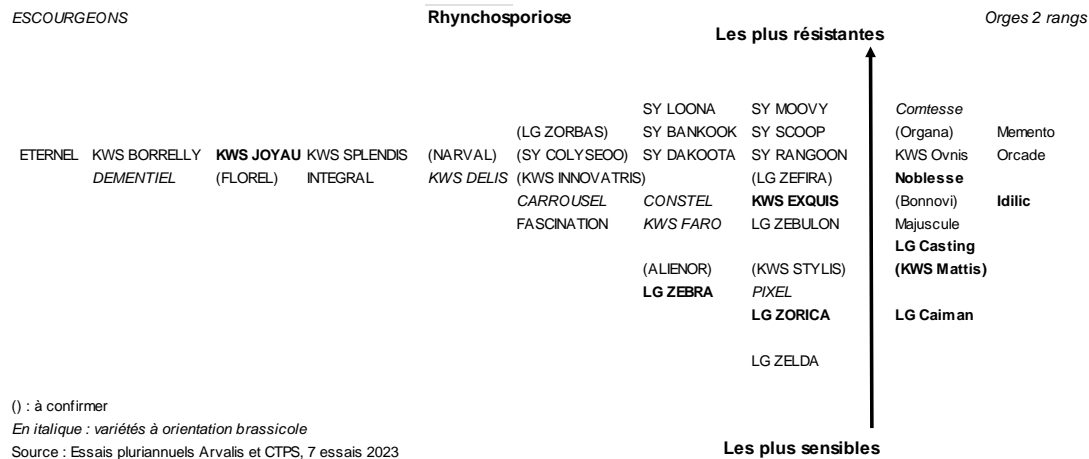 ESCOURGEONS Rhynchosporiose Orges 2 rangs
Les plus résistantes
SY LOONA SY MOOVY Comtesse
(LG ZORBAS) SY BANKOOK SY SCOOP (Organa) Memento
ETERNEL KWS BORRELLY KWS JOYAU KWS SPLENDIS (NARVAL) (SY COLYSEOO) SY DAKOOTA SY RANGOON KWS Ovnis Orcade
DEMENTIEL (FLOREL) INTEGRAL KWS DELIS (KWS INNOVATRIS) (LG ZEFIRA) Noblesse
CARROUSEL CONSTEL KWS EXQUIS (Bonnovi) Idilic
FASCINATION KWS FARO LG ZEBULON Majuscule
LG Casting
(ALIENOR) (KWS STYLIS) (KWS Mattis)
LG ZEBRA PIXEL
LG ZORICA LG Caiman
LG ZELDA
() : à confirmer
En italique : variétés à orientation brassicole
Source : Essais pluriannuels Arvalis et CTPS, 7 essais 2023
Les plus sensibles